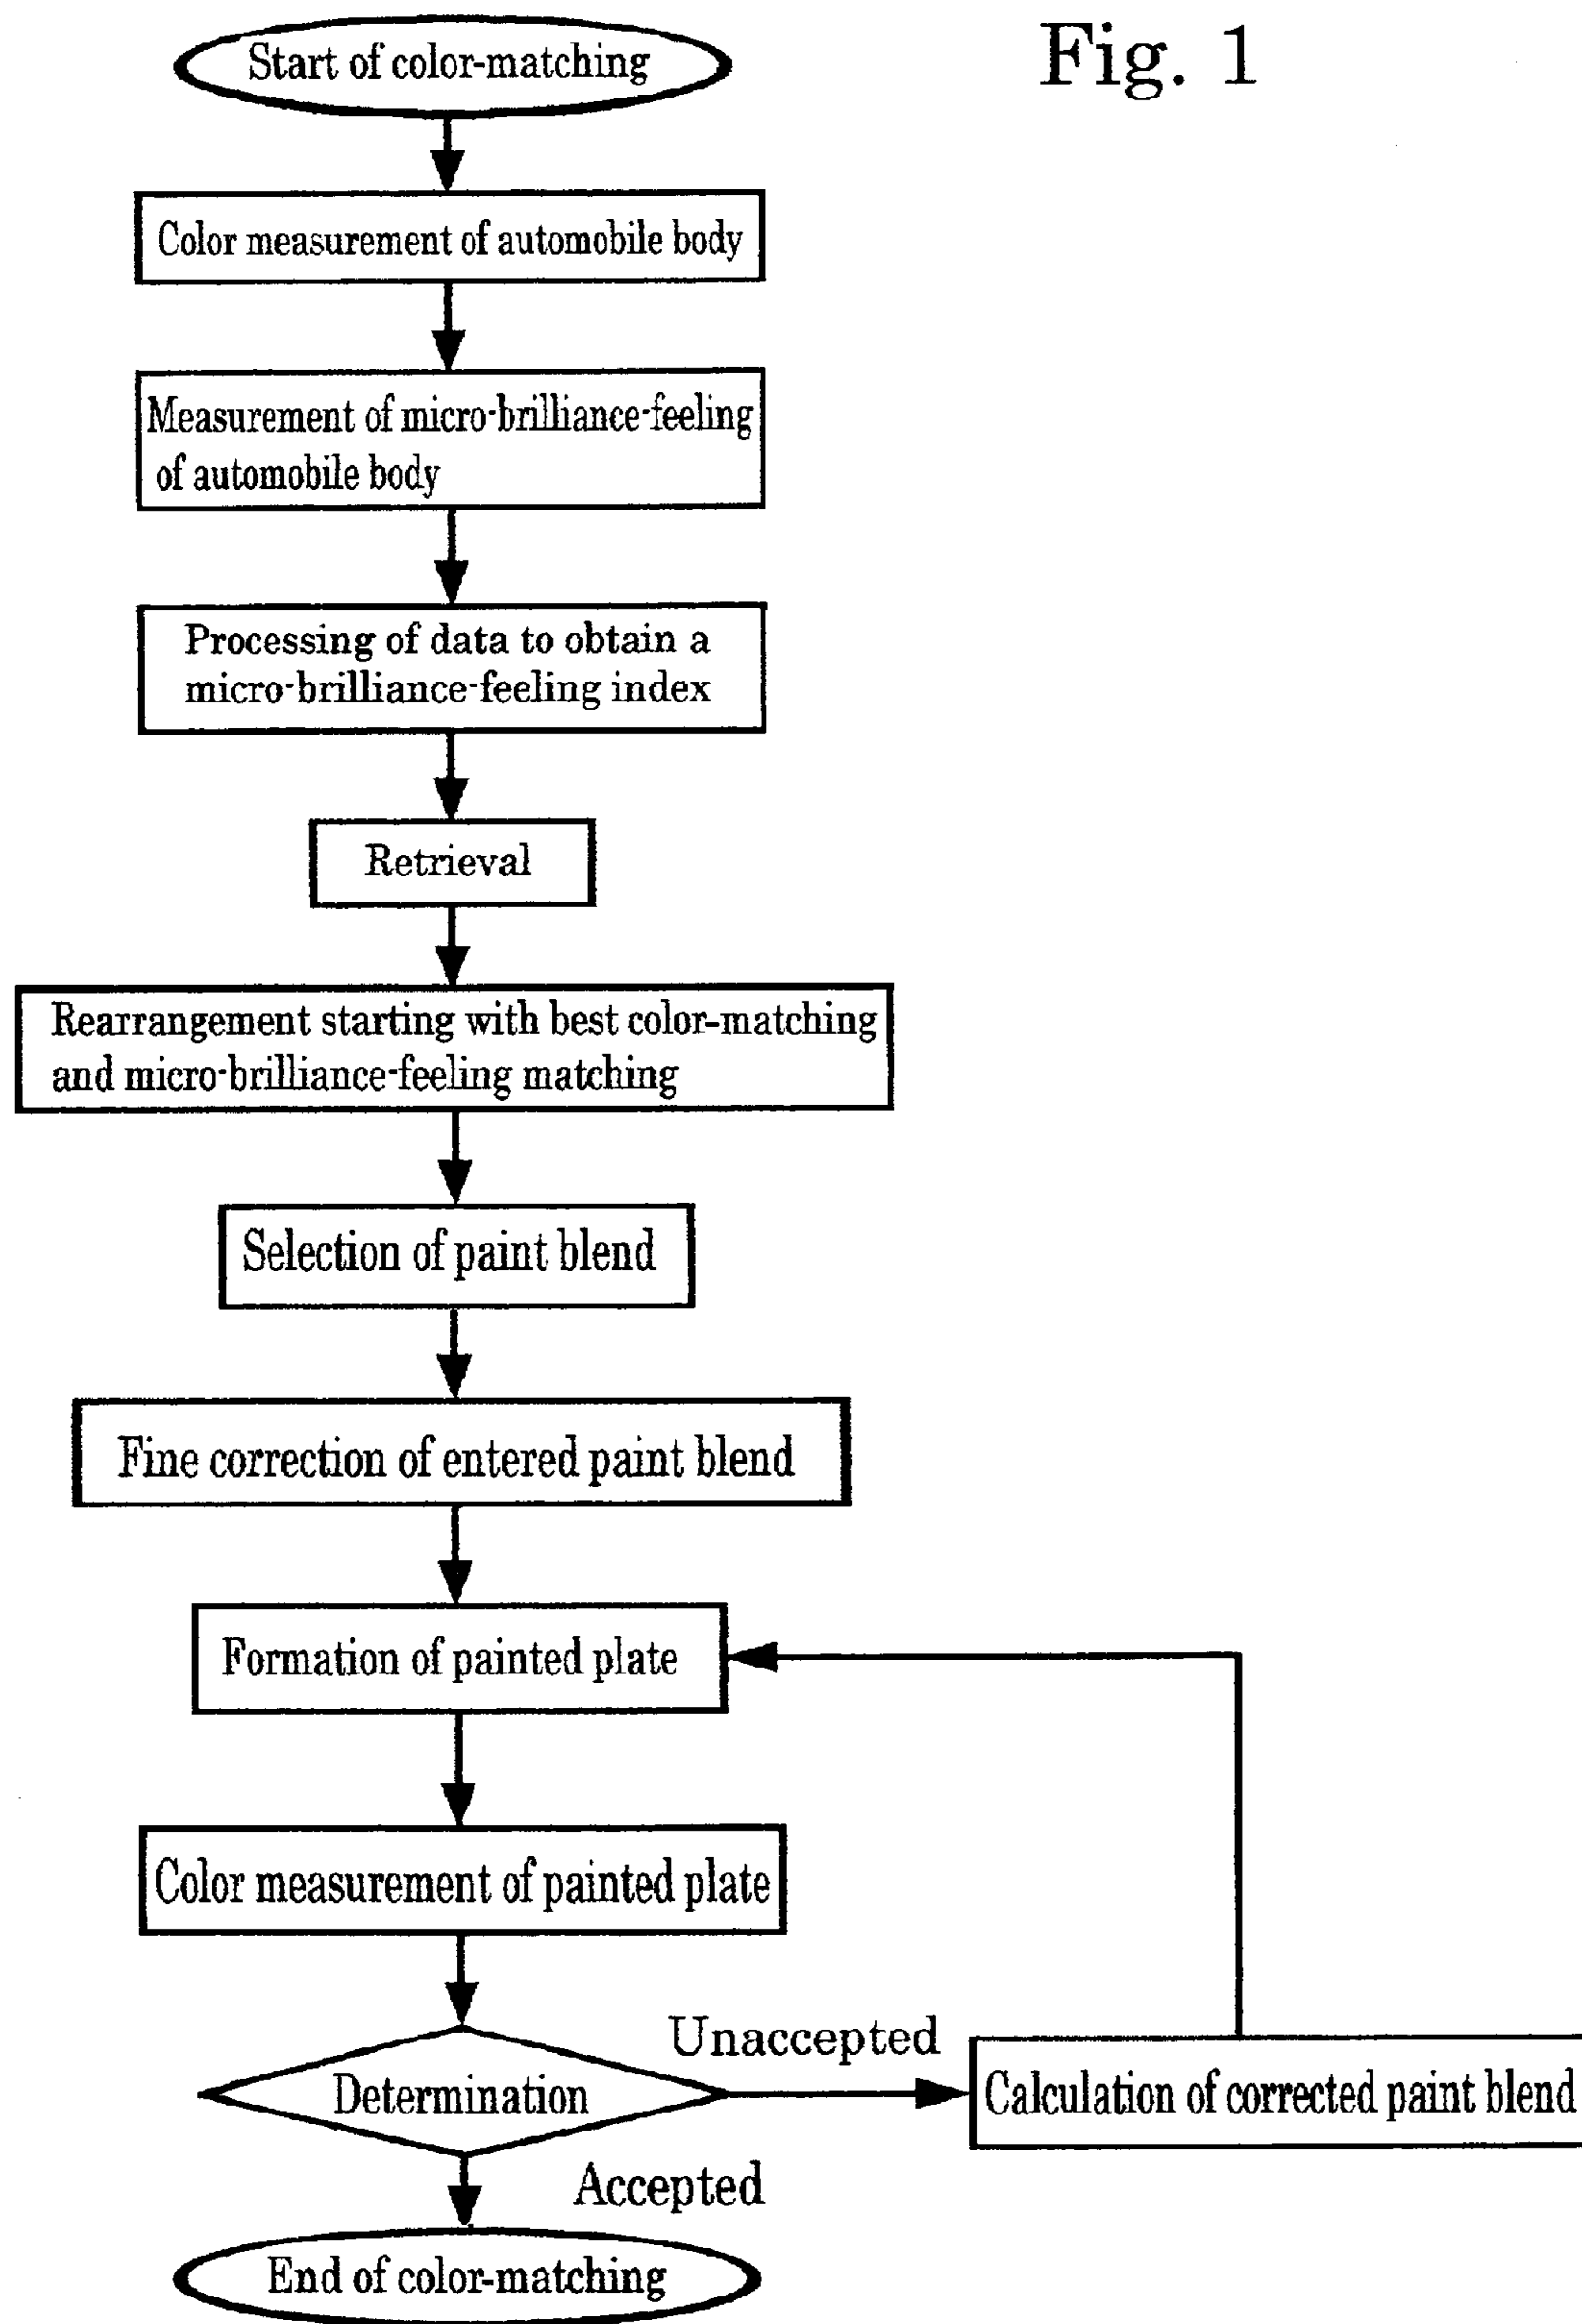 Fig. 1
Start of color-matching
Color measurement of automobile body
Measurement of micro-brilliance-feeling
of automobile body
Processing of data to obtain a
micro-brilliance-feeling index
Retrieval
Rearrangement starting with best color-matching
and micro-brilliance-feeling matching
Selection of paint blend
Fine correction of entered paint blend
Formation of painted plate
Color measurement of painted plate
Determination
Unaccepted
Calculation of corrected paint blend
Accepted
End of color-matching